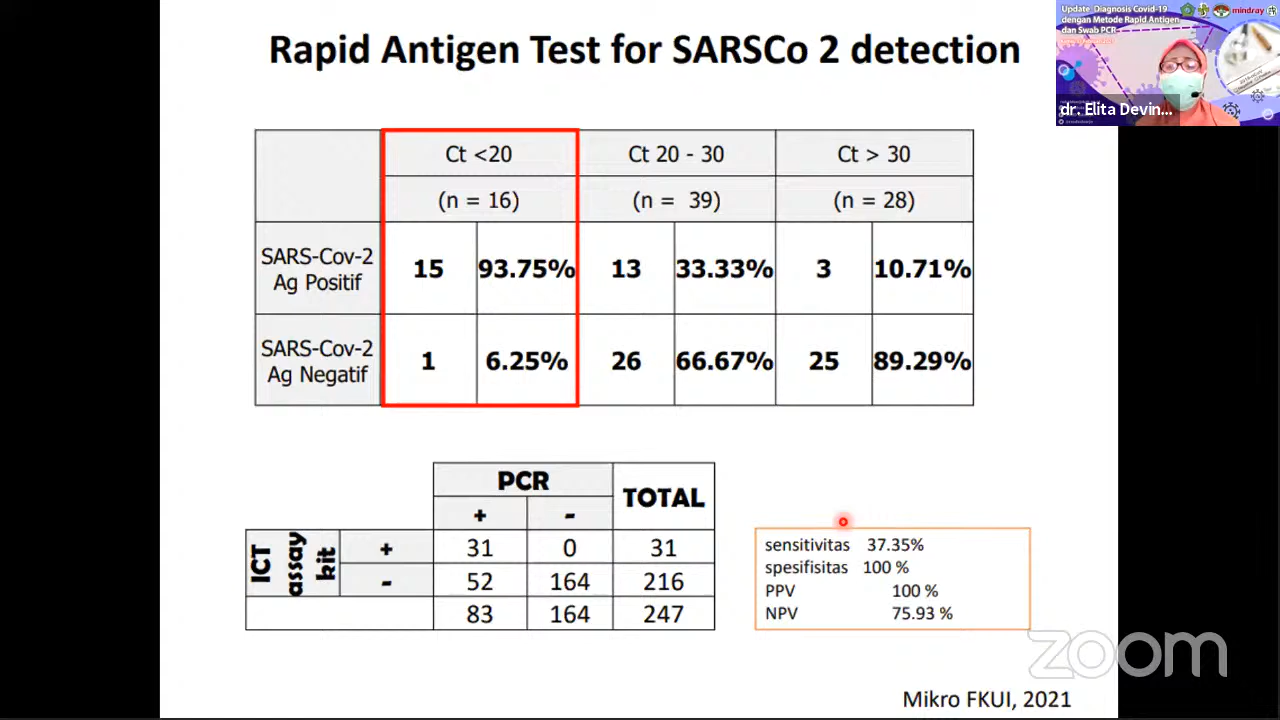 Rapid Antigen Test for SARSCo 2 detection
Update Diagnosis Covid-19
dengan Metode Rapid Antigen
dan Swab PCR
mindray
dr. Elita Devin...
Ct <20 Ct 20 - 30 Ct > 30
(n = 16) (n = 39) (n = 28)
SARS-Cov-2
Ag Positif 15 93.75% 13 33.33% 3 10.71%
SARS-Cov-2
Ag Negatif 1 6.25% 26 66.67% 25 89.29%
PCR TOTAL
+ -
ICT assay kit
+ 31 0 31
- 52 164 216
83 164 247
sensitivitas 37.35%
spesifisitas 100 %
PPV 100 %
NPV 75.93 %
zoom
Mikro FKUI, 2021